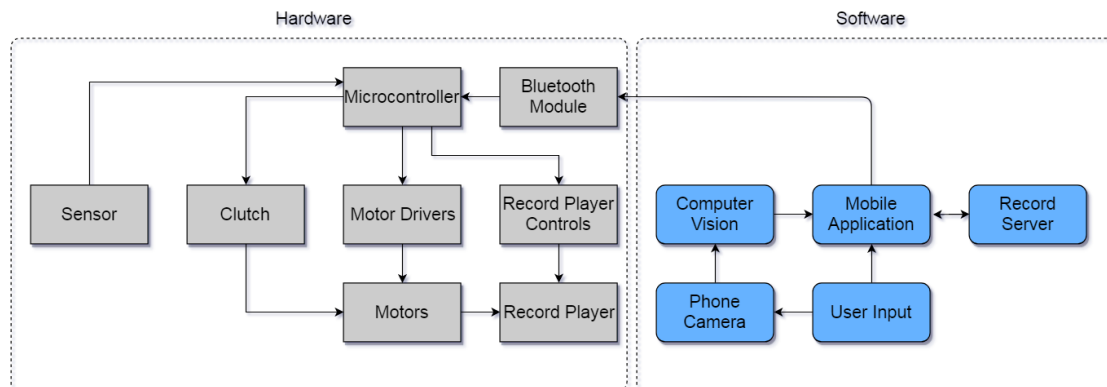 Hardware
Software
Microcontroller
Bluetooth
Module
Sensor
Clutch
Motor Drivers
Record Player
Controls
Computer
Vision
Mobile
Application
Record
Server
Motors
Record Player
Phone
Camera
User Input